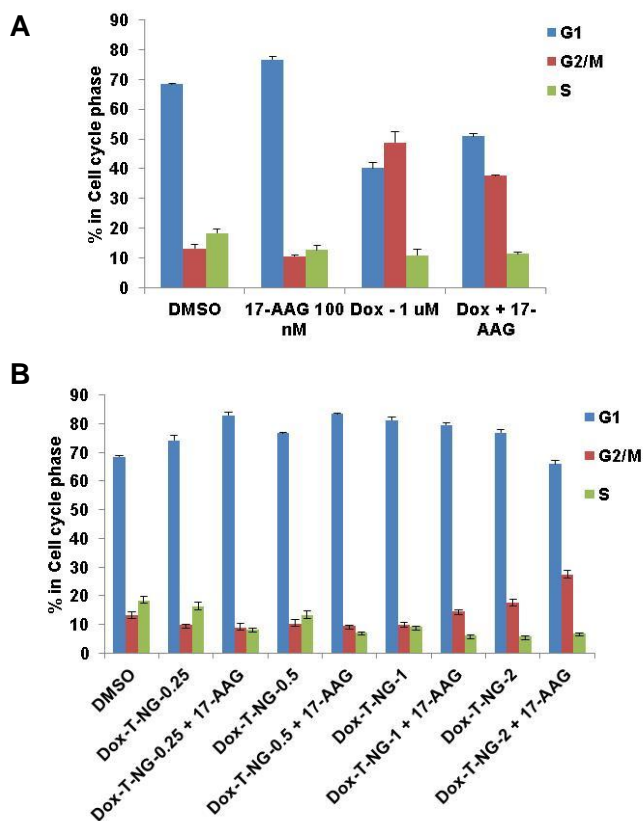 A
% in Cell cycle phase
90
80
70
60
50
40
30
20
10
0
DMSO
17-AAG 100
nM
Dox - 1 uM
Dox + 17-
AAG
G1
G2/M
S
B
% in Cell cycle phase
90
80
70
60
50
40
30
20
10
0
DMSO
Dox-T-NG-0.25
Dox-T-NG-0.25 + 17-AAG
Dox-T-NG-0.5
Dox-T-NG-0.5 + 17-AAG
Dox-T-NG-1
Dox-T-NG-1 + 17-AAG
Dox-T-NG-2
Dox-T-NG-2 + 17-AAG
G1
G2/M
S